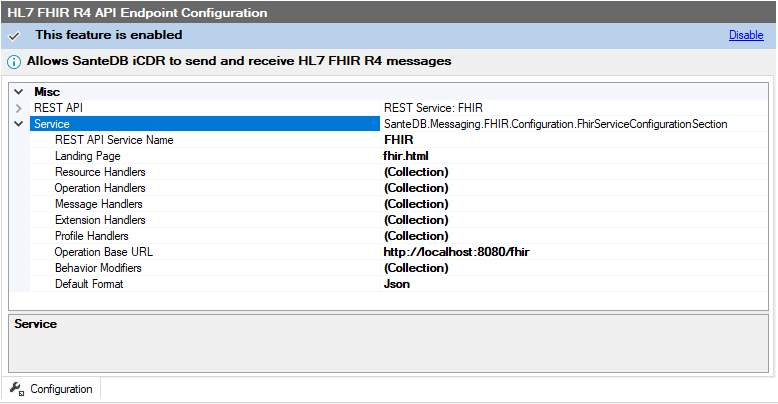 HL7 FHIR R4 API Endpoint Configuration
This feature is enabled Disable
Allows SanteDB iCDR to send and receive HL7 FHIR R4 messages
Misc
REST API REST Service: FHIR
Service SanteDB.Messaging.FHIR.Configuration.FhirServiceConfigurationSection
REST API Service Name FHIR
Landing Page fhir.html
Resource Handlers (Collection)
Operation Handlers (Collection)
Message Handlers (Collection)
Extension Handlers (Collection)
Profile Handlers (Collection)
Operation Base URL http://localhost:8080/fhir
Behavior Modifiers (Collection)
Default Format Json
Service
Configuration